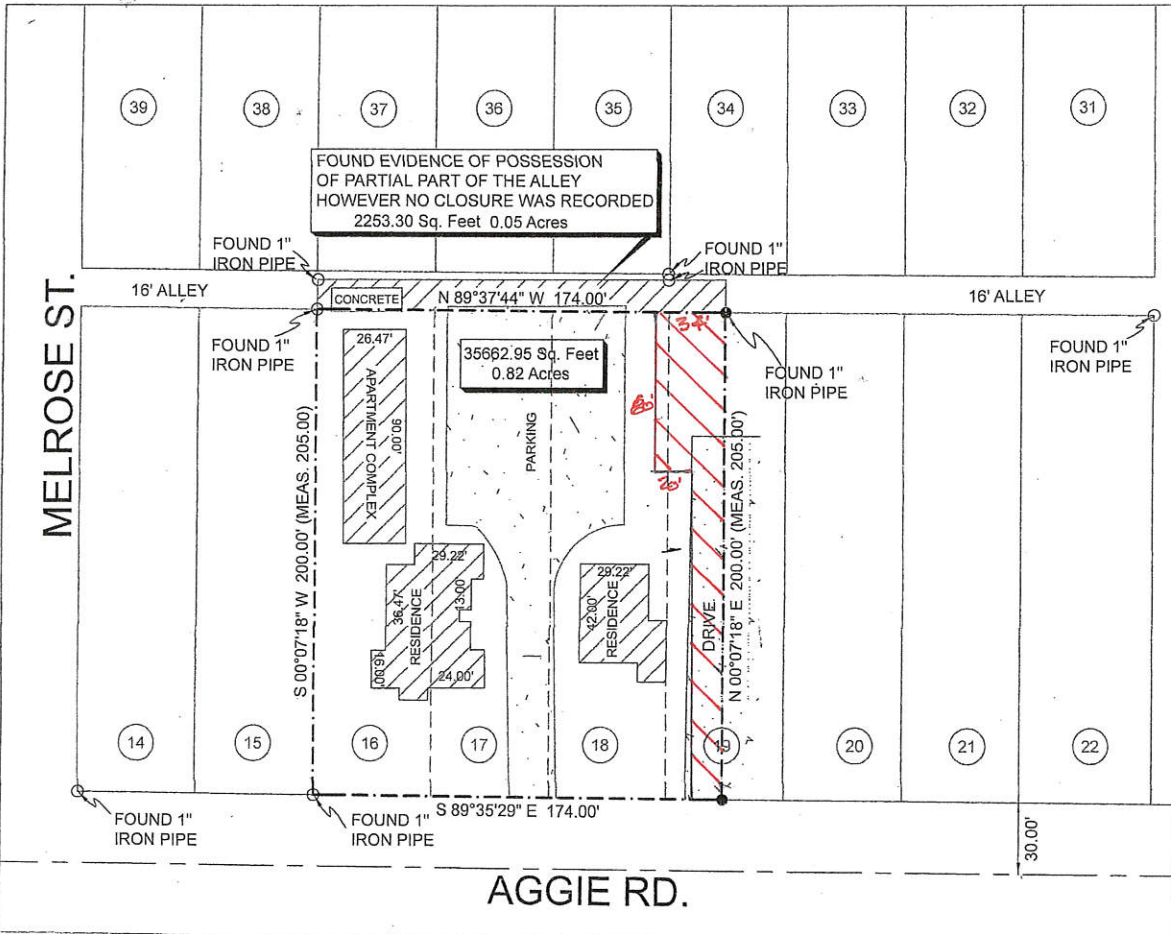 39
38
37
36
35
34
33
32
31
FOUND EVIDENCE OF POSSESSION
OF PARTIAL PART OF THE ALLEY
HOWEVER NO CLOSURE WAS RECORDED
2253.30 Sq. Feet 0.05 Acres
FOUND 1"
IRON PIPE
FOUND 1"
IRON PIPE
16' ALLEY
CONCRETE
N 89°37'44" W 174.00'
16' ALLEY
MELROSE ST.
FOUND 1"
IRON PIPE
26.47'
35662.95 Sq. Feet
0.82 Acres
34'
FOUND 1"
IRON PIPE
FOUND 1"
IRON PIPE
APARTMENT COMPLEX
90.00'
PARKING
20'
S 00°07'18" W 200.00' (MEAS. 205.00)
N 00°07'18" E 200.00' (MEAS. 205.00')
29.22'
36.47'
13.00'
RESIDENCE
16.00'
24.00'
29.22'
42.00'
RESIDENCE
DRIVE
14
15
16
17
18
19
20
21
22
FOUND 1"
IRON PIPE
FOUND 1"
IRON PIPE
S 89°35'29" E 174.00'
30.00'
AGGIE RD.